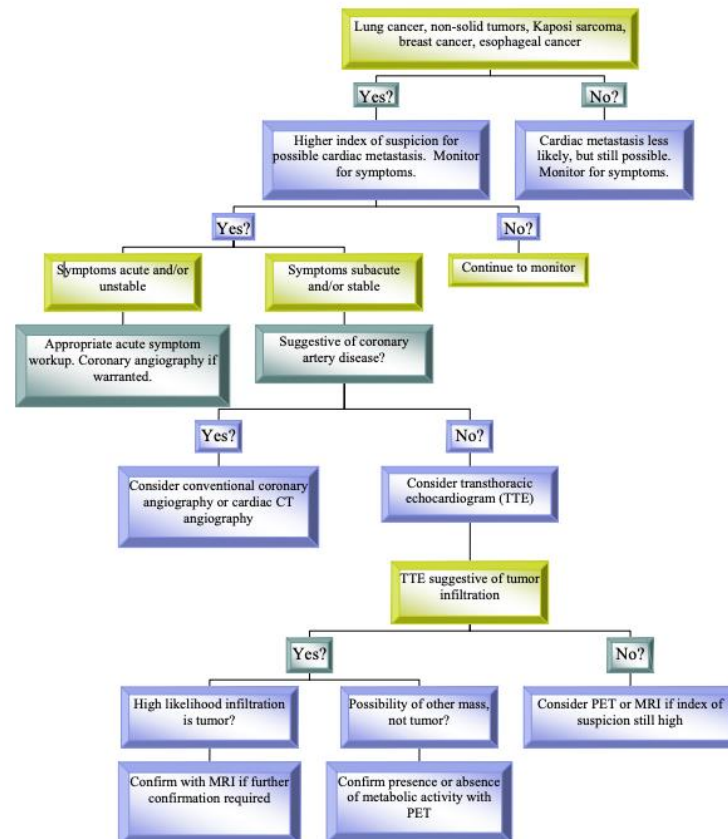 Lung cancer, non-solid tumors, Kaposi sarcoma,
breast cancer, esophageal cancer
Yes?
No?
Higher index of suspicion for
possible cardiac metastasis. Monitor
for symptoms.
Cardiac metastasis less
likely, but still possible.
Monitor for symptoms.
Yes?
No?
Symptoms acute and/or
unstable
Symptoms subacute
and/or stable
Continue to monitor
Appropriate acute symptom
workup. Coronary angiography if
warranted.
Suggestive of coronary
artery disease?
Yes?
No?
Consider conventional coronary
angiography or cardiac CT
angiography
Consider transthoracic
echocardiogram (TTE)
TTE suggestive of tumor
infiltration
Yes?
No?
High likelihood infiltration
is tumor?
Possibility of other mass,
not tumor?
Consider PET or MRI if index of
suspicion still high
Confirm with MRI if further
confirmation required
Confirm presence or absence
of metabolic activity with
PET